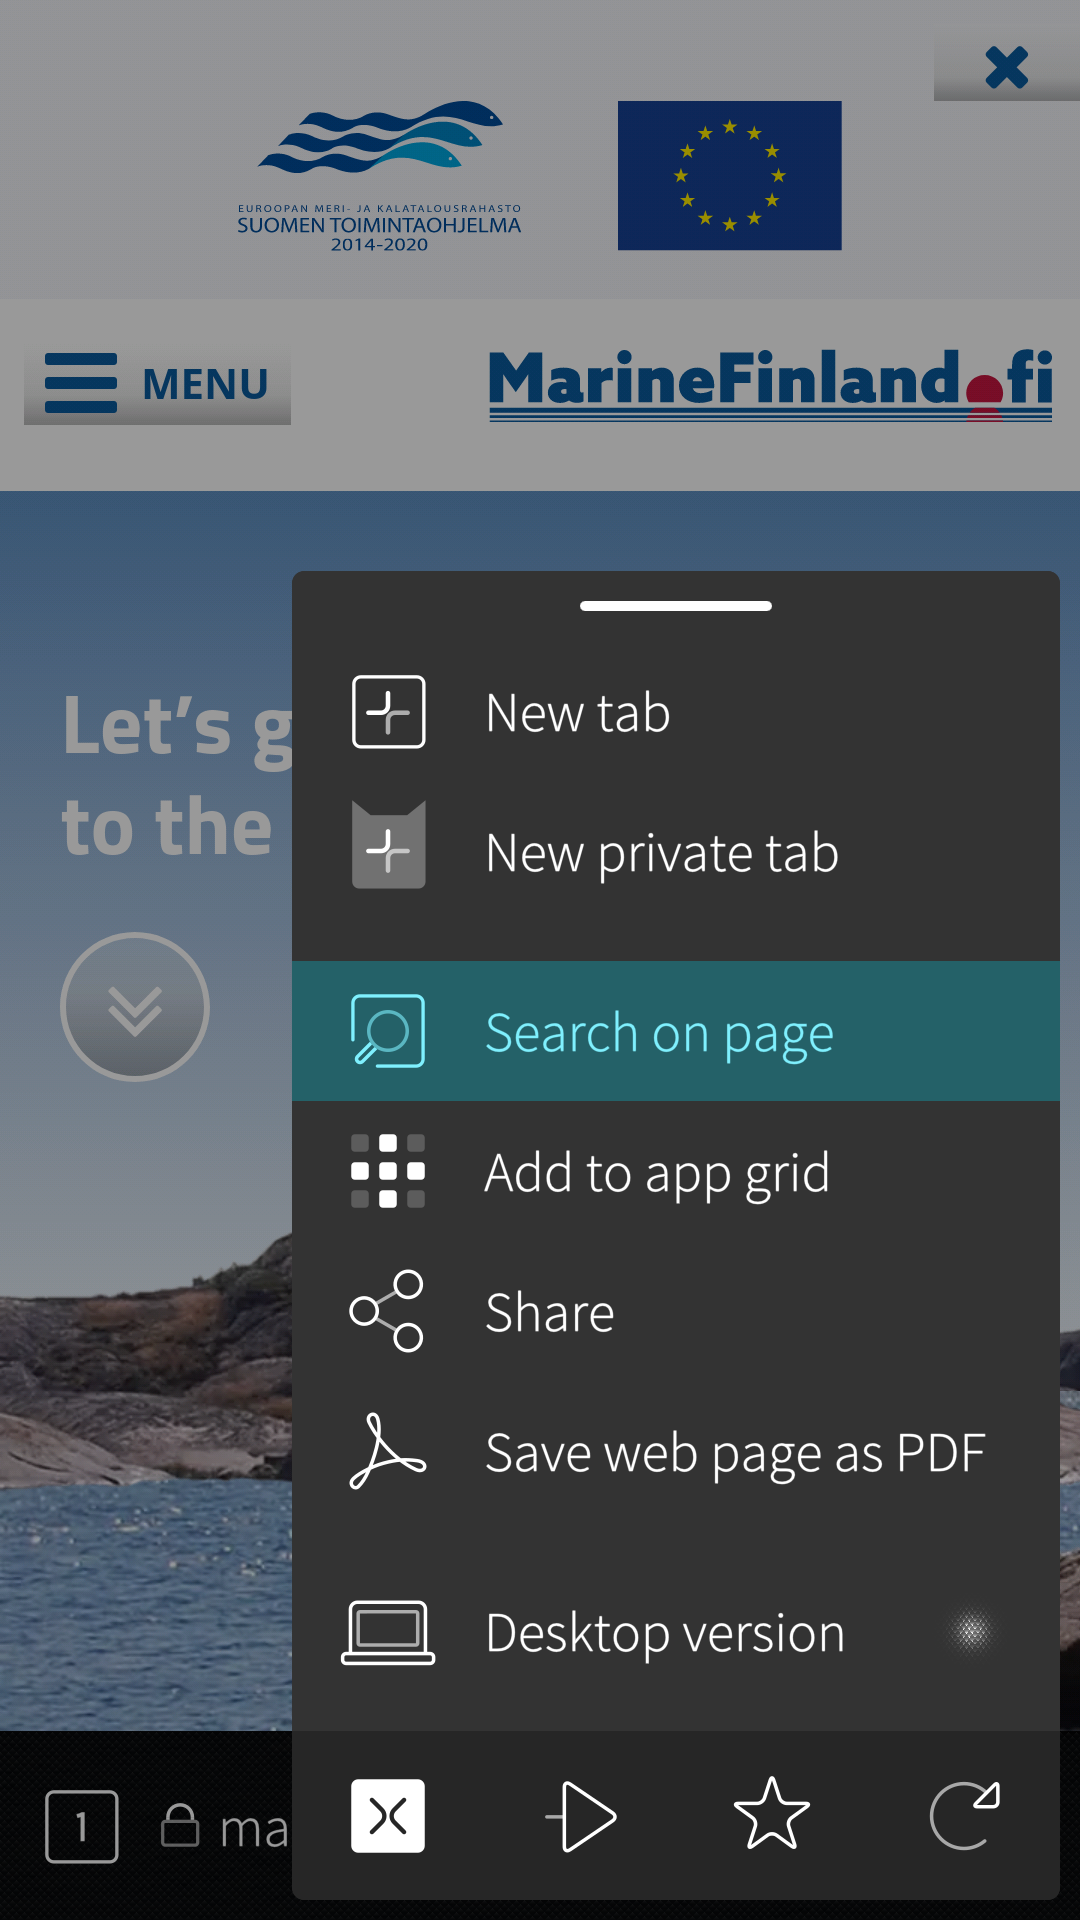 EUROOPAN MERI- JA KALATALOUSRAHASTO
SUOMEN TOIMINTAOHJELMA
2014-2020
MENU
MarineFinland.fi
Let's g
to the
New tab
New private tab
Search on page
Add to app grid
Share
Save web page as PDF
Desktop version
1
ma